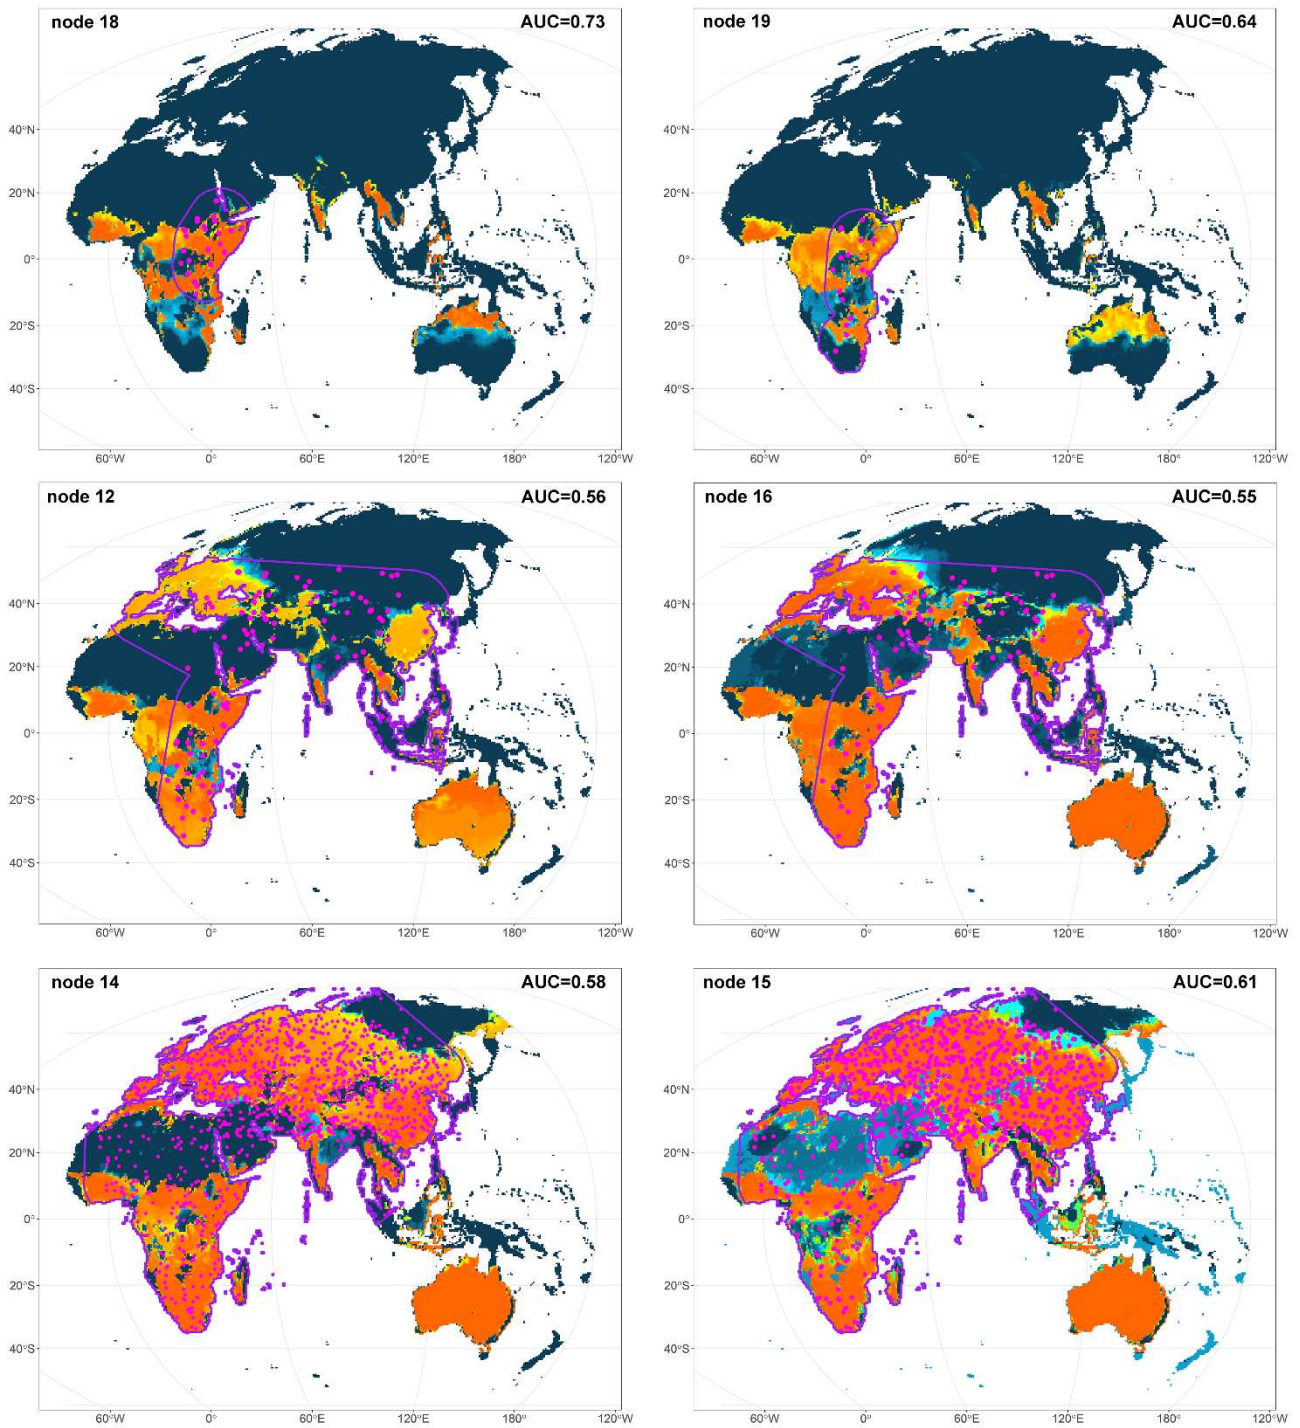 node 18 AUC=0.73
40°N
20°N
0°
20°S
40°S
60°W 0° 60°E 120°E 180° 120°W
node 19 AUC=0.64
40°N
20°N
0°
20°S
40°S
60°W 0° 60°E 120°E 180° 120°W
node 12 AUC=0.56
40°N
20°N
0°
20°S
40°S
60°W 0° 60°E 120°E 180° 120°W
node 16 AUC=0.55
40°N
20°N
0°
20°S
40°S
60°W 0° 60°E 120°E 180° 120°W
node 14 AUC=0.58
40°N
20°N
0°
20°S
40°S
60°W 0° 60°E 120°E 180° 120°W
node 15 AUC=0.61
40°N
20°N
0°
20°S
40°S
60°W 0° 60°E 120°E 180° 120°W